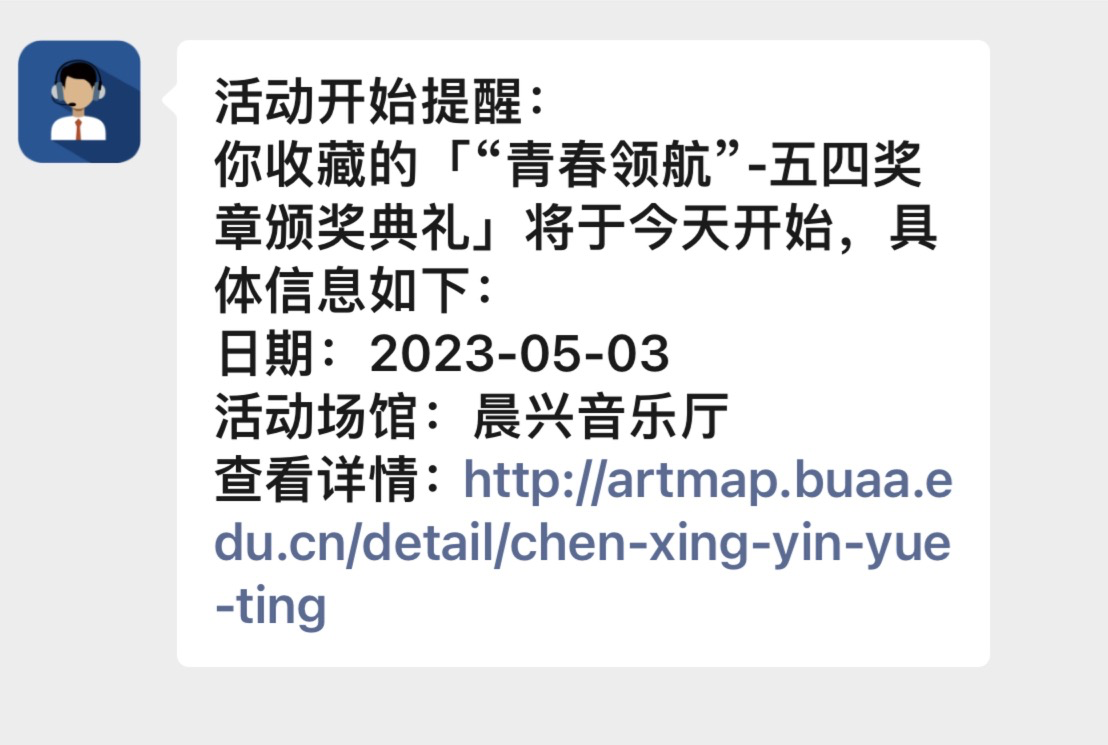 活动开始提醒：
你收藏的「“青春领航”-五四奖
章颁奖典礼」将于今天开始，具
体信息如下：
日期：2023-05-03
活动场馆：晨兴音乐厅
查看详情：http://artmap.buaa.e
du.cn/detail/chen-xing-yin-yue
-ting